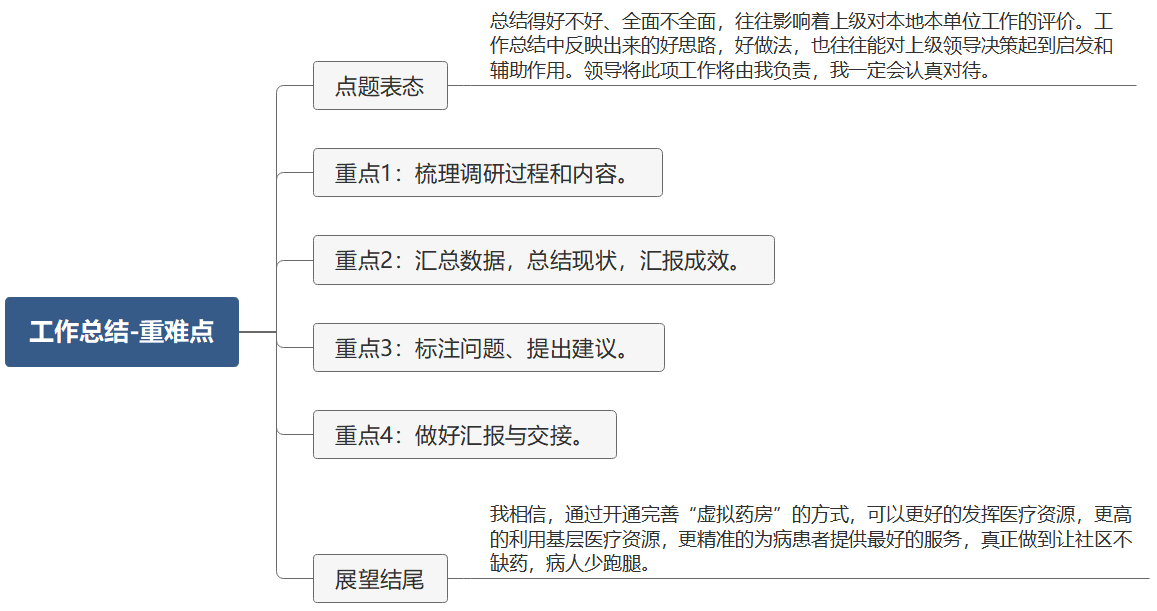 总结得好不好、全面不全面，往往影响着上级对本地本单位工作的评价。工
作总结中反映出来的好思路，好做法，也往往能对上级领导决策起到启发和
辅助作用。领导将此项工作将由我负责，我一定会认真对待。
点题表态
重点1：梳理调研过程和内容。
重点2：汇总数据，总结现状，汇报成效。
工作总结-重难点
重点3：标注问题、提出建议。
重点4：做好汇报与交接。
我相信，通过开通完善“虚拟药房”的方式，可以更好的发挥医疗资源，更高
的利用基层医疗资源，更精准的为病患者提供最好的服务，真正做到让社区不
缺药，病人少跑腿。
展望结尾